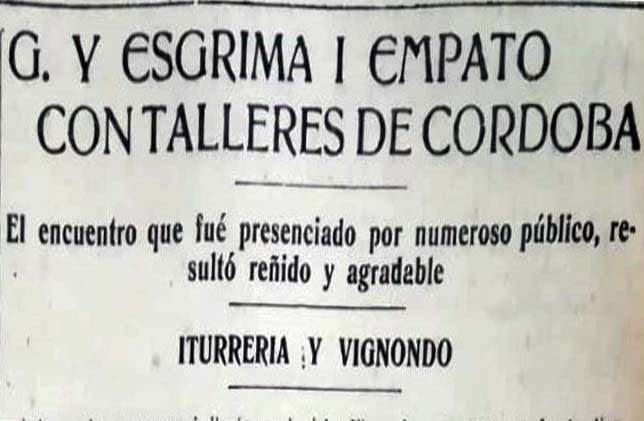 G. Y ESGRIMA I EMPATO
CON TALLERES DE CORDOBA
El encuentro que fué presenciado por numeroso público, re-
sultó reñido y agradable
ITURRERIA Y VIGNONDO